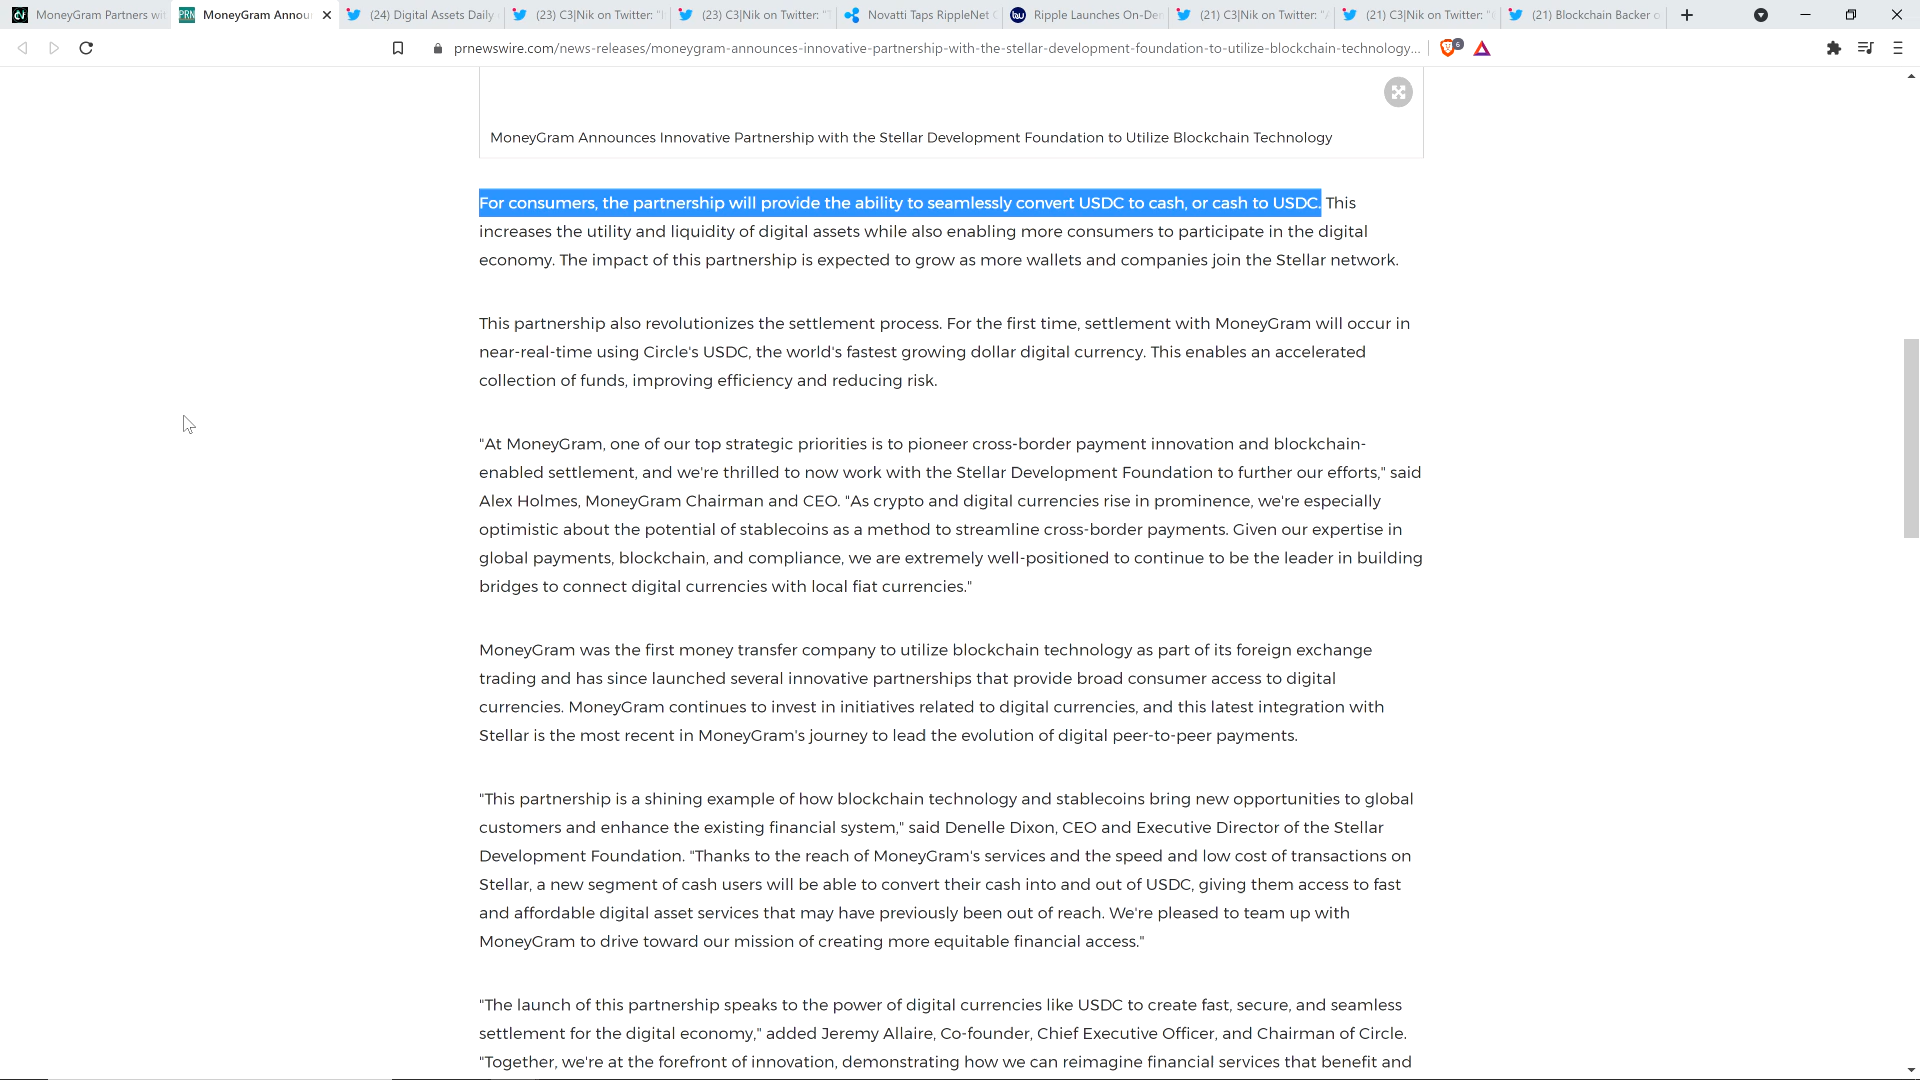 MoneyGram Partners wi
PRN MoneyGram Annou
(24) Digital Assets Daily
(23) C3|Nik on Twitter: "
(23) C3|Nik on Twitter: "
Novatti Taps RippleNet
Ripple Launches On-De
(21) C3|Nik on Twitter: "
(21) C3|Nik on Twitter: "
(21) Blockchain Backer o
prnewswire.com/news-releases/moneygram-announces-innovative-partnership-with-the-stellar-development-foundation-to-utilize-blockchain-technology...
6
MoneyGram Announces Innovative Partnership with the Stellar Development Foundation to Utilize Blockchain Technology
For consumers, the partnership will provide the ability to seamlessly convert USDC to cash, or cash to USDC. This
increases the utility and liquidity of digital assets while also enabling more consumers to participate in the digital
economy. The impact of this partnership is expected to grow as more wallets and companies join the Stellar network.
This partnership also revolutionizes the settlement process. For the first time, settlement with MoneyGram will occur in
near-real-time using Circle's USDC, the world's fastest growing dollar digital currency. This enables an accelerated
collection of funds, improving efficiency and reducing risk.
"At MoneyGram, one of our top strategic priorities is to pioneer cross-border payment innovation and blockchain-
enabled settlement, and we're thrilled to now work with the Stellar Development Foundation to further our efforts," said
Alex Holmes, MoneyGram Chairman and CEO. "As crypto and digital currencies rise in prominence, we're especially
optimistic about the potential of stablecoins as a method to streamline cross-border payments. Given our expertise in
global payments, blockchain, and compliance, we are extremely well-positioned to continue to be the leader in building
bridges to connect digital currencies with local fiat currencies."
MoneyGram was the first money transfer company to utilize blockchain technology as part of its foreign exchange
trading and has since launched several innovative partnerships that provide broad consumer access to digital
currencies. MoneyGram continues to invest in initiatives related to digital currencies, and this latest integration with
Stellar is the most recent in MoneyGram's journey to lead the evolution of digital peer-to-peer payments.
"This partnership is a shining example of how blockchain technology and stablecoins bring new opportunities to global
customers and enhance the existing financial system," said Denelle Dixon, CEO and Executive Director of the Stellar
Development Foundation. "Thanks to the reach of MoneyGram's services and the speed and low cost of transactions on
Stellar, a new segment of cash users will be able to convert their cash into and out of USDC, giving them access to fast
and affordable digital asset services that may have previously been out of reach. We're pleased to team up with
MoneyGram to drive toward our mission of creating more equitable financial access."
"The launch of this partnership speaks to the power of digital currencies like USDC to create fast, secure, and seamless
settlement for the digital economy," added Jeremy Allaire, Co-founder, Chief Executive Officer, and Chairman of Circle.
"Together, we're at the forefront of innovation, demonstrating how we can reimagine financial services that benefit and